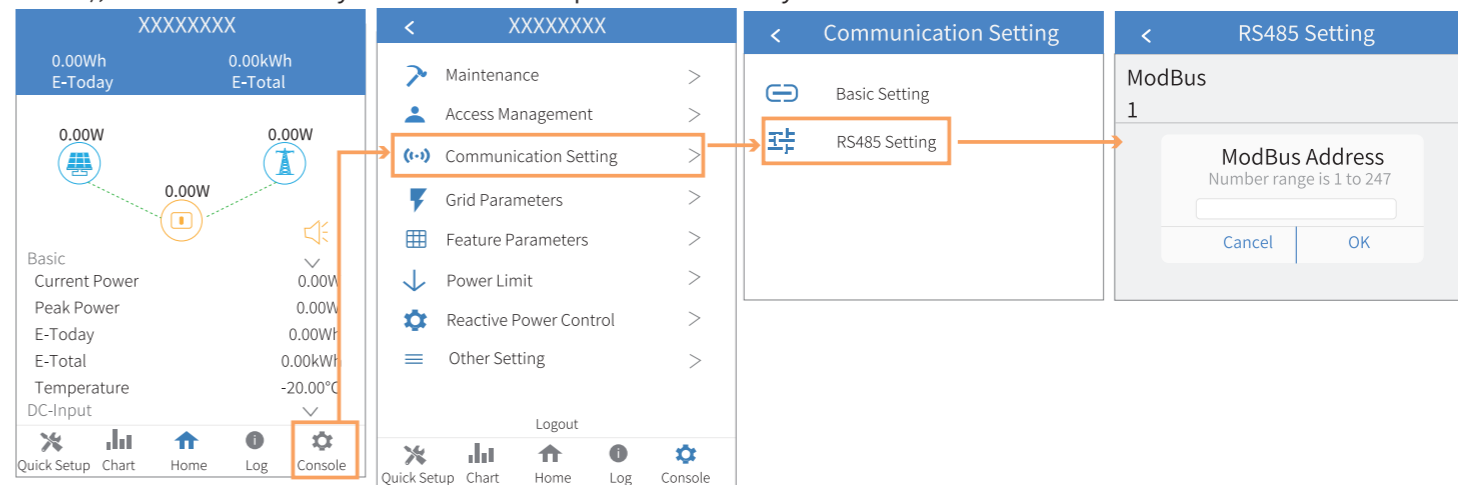 XXXXXXXX
0.00Wh 0.00kWh
E-Today E-Total
0.00W 0.00W
0.00W
Basic
Current Power 0.00W
Peak Power 0.00W
E-Today 0.00Wh
E-Total 0.00kWh
Temperature -20.00°C
DC-Input
Quick Setup Chart Home Log Console
< XXXXXXXX
Maintenance >
Access Management >
Communication Setting >
Grid Parameters >
Feature Parameters >
Power Limit >
Reactive Power Control >
Other Setting >
Logout
Quick Setup Chart Home Log Console
< Communication Setting
Basic Setting
RS485 Setting
< RS485 Setting
ModBus
1
ModBus Address
Number range is 1 to 247
Cancel OK